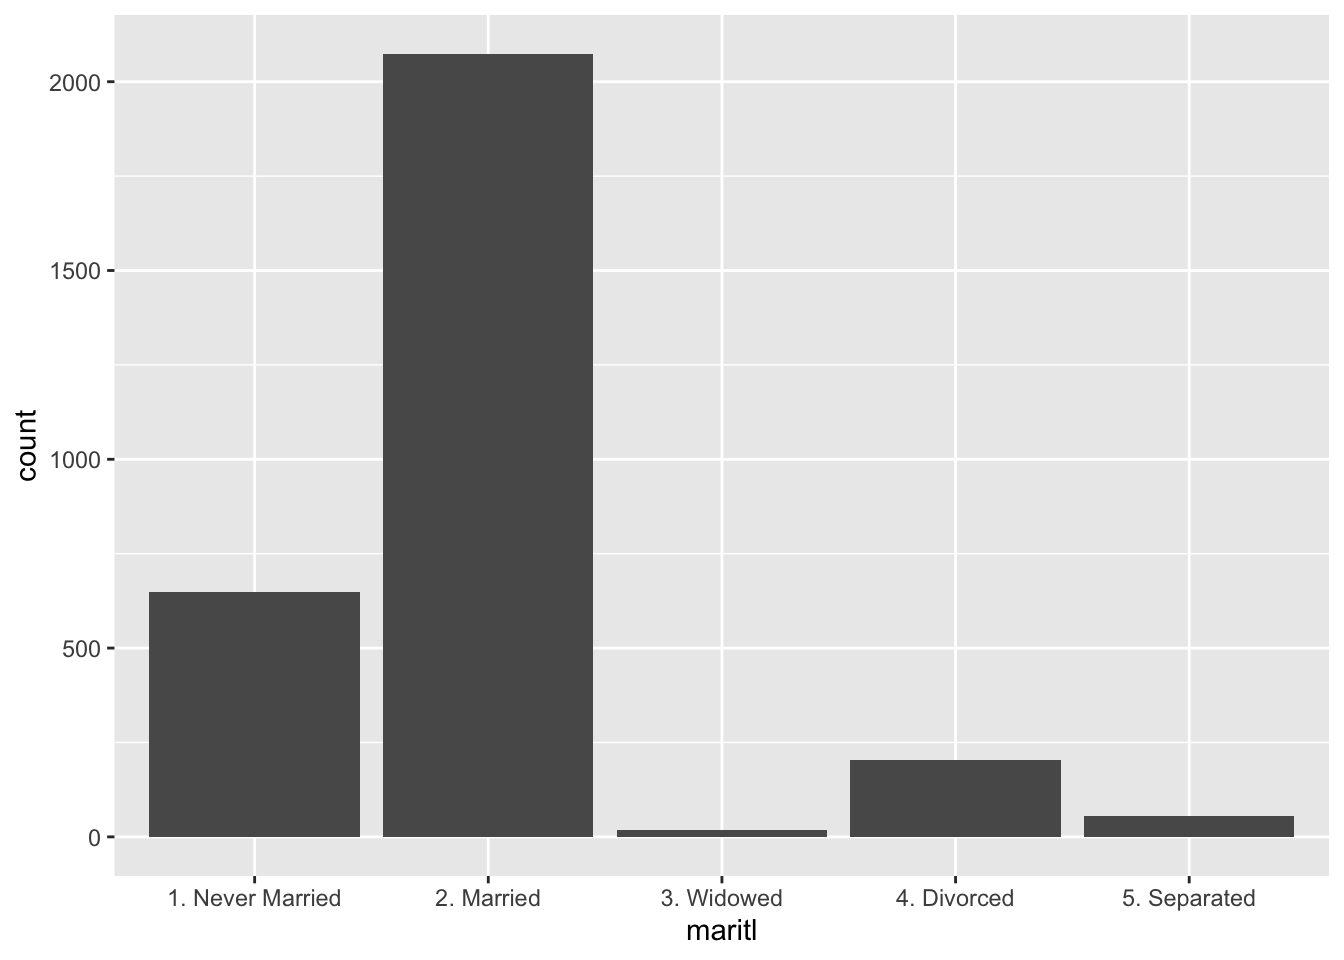 2000
1500
1000
500
0
count
1. Never Married
2. Married
3. Widowed
4. Divorced
5. Separated
maritl